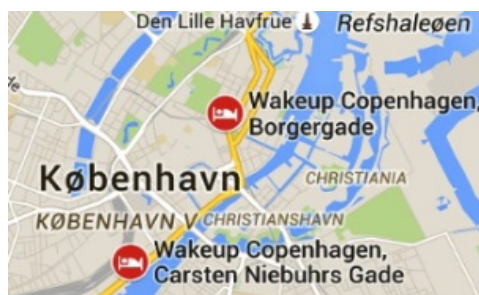 Den Lille Havfrue
Refshaleøen
Wakeup Copenhagen,
Borgergade
København
CHRISTIANIA
KØBENHAVN V
CHRISTIANSHAVN
Wakeup Copenhagen,
Carsten Niebuhrs Gade